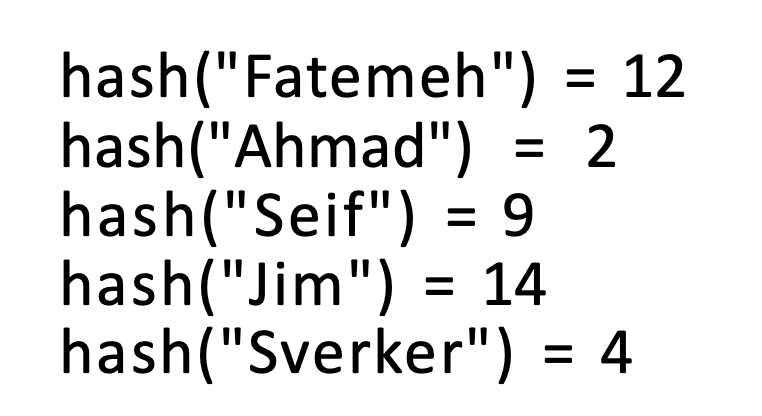 hash("Fatemeh") = 12
hash("Ahmad") = 2
hash("Seif") = 9
hash("Jim") = 14
hash("Sverker") = 4